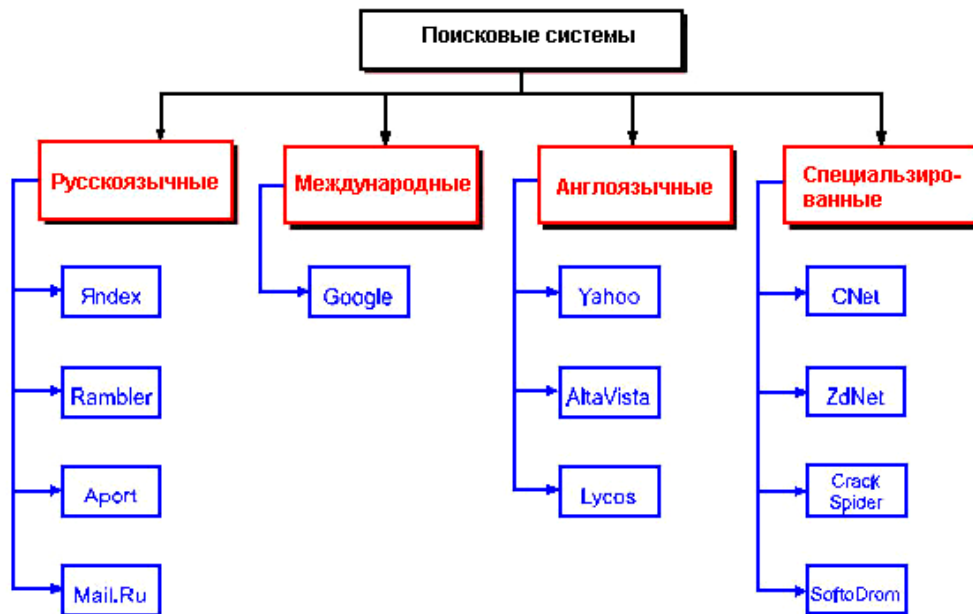 Поисковые системы
Русскоязычные
Международные
Англоязычные
Специальзиро-
ванные
Яndex
Google
Yahoo
CNet
Rambler
AltaVista
ZdNet
Aport
Lycos
Crack
Spider
Mail.Ru
SoftoDrom